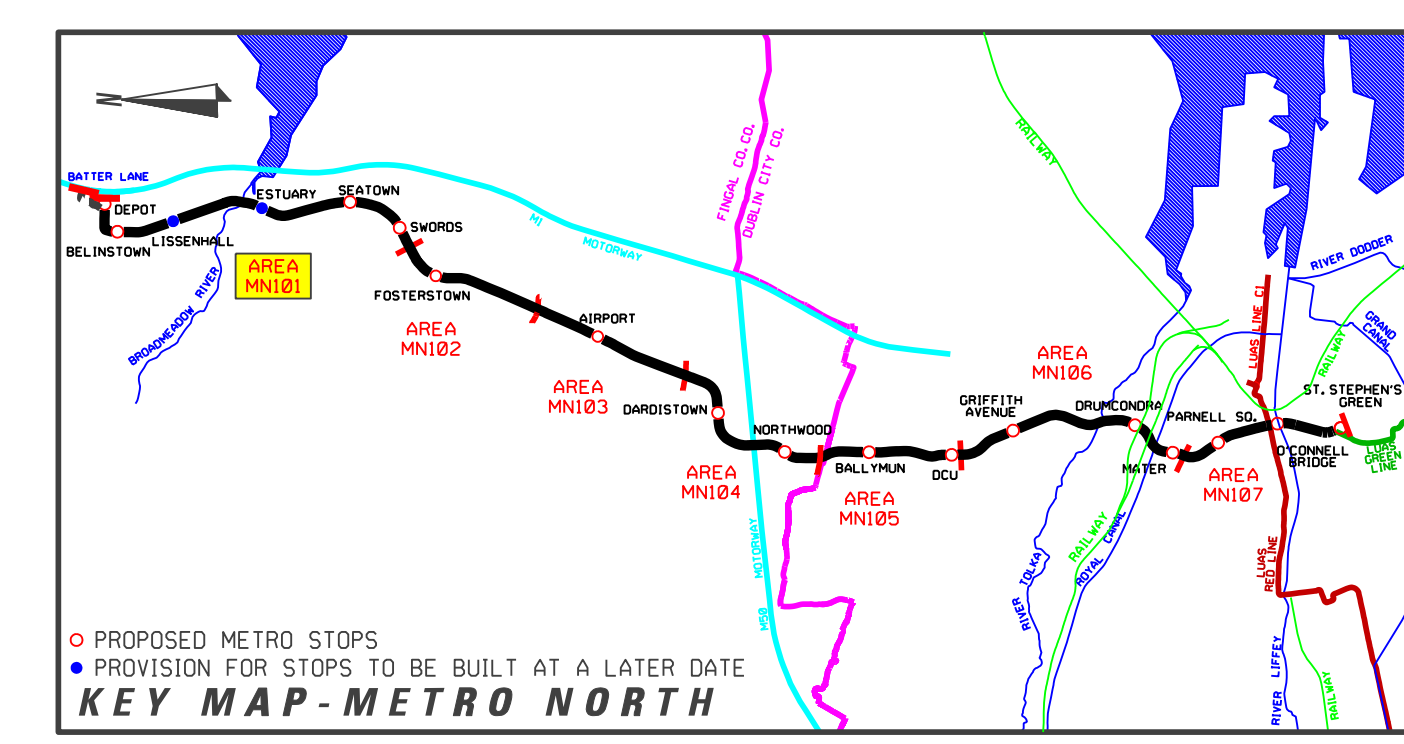 N
BATTER LANE
DEPOT
BELINSTOWN
LISSENHALL
ESTUARY
SEATOWN
SWORDS
FOSTERSTOWN
BROADMEADOW RIVER
AREA
MN101
AREA
MN102
AIRPORT
AREA
MN103
DARDISTOWN
M1
MOTORWAY
FINGAL CO. CO.
DUBLIN CITY CO.
NORTHWOOD
AREA
MN104
MOTORWAY
M50
BALLYMUN
AREA
MN105
DCU
GRIFFITH
AVENUE
AREA
MN106
DRUMCONDRA
MATER
PARNELL SO.
AREA
MN107
O'CONNELL
BRIDGE
ST. STEPHEN'S
GREEN
LUAS
GREEN
LINE
RAILWAY
LUAS LINE C1
RIVER DODDER
GRAND
CANAL
RAILWAY
RIVER TOLKA
RAILWAY
ROYAL CANAL
LUAS
RED LINE
RIVER LIFFEY
RAILWAY
PROPOSED METRO STOPS
PROVISION FOR STOPS TO BE BUILT AT A LATER DATE
KEY MAP-METRO NORTH